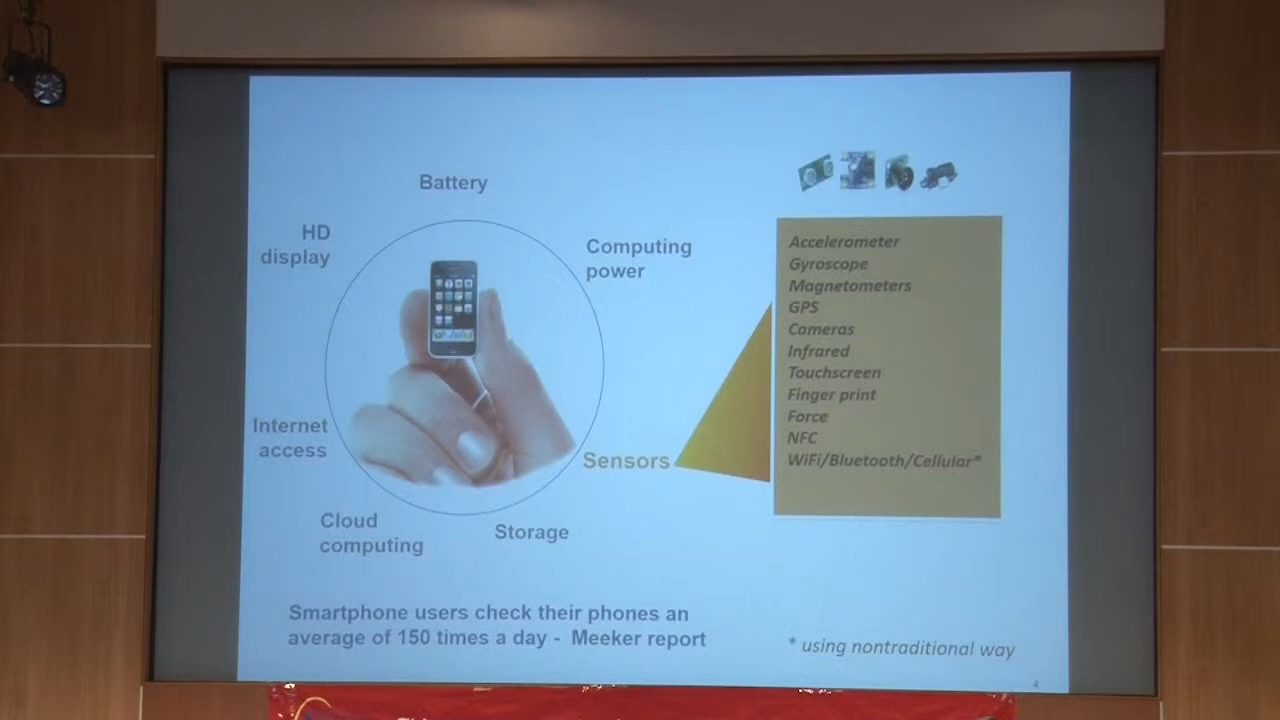 Battery
HD
display
Computing
power
Internet
access
Sensors
Cloud
computing
Storage
Accelerometer
Gyroscope
Magnetometers
GPS
Cameras
Infrared
Touchscreen
Finger print
Force
NFC
WiFi/Bluetooth/Cellular*
Smartphone users check their phones an
average of 150 times a day - Meeker report
* using nontraditional way
4